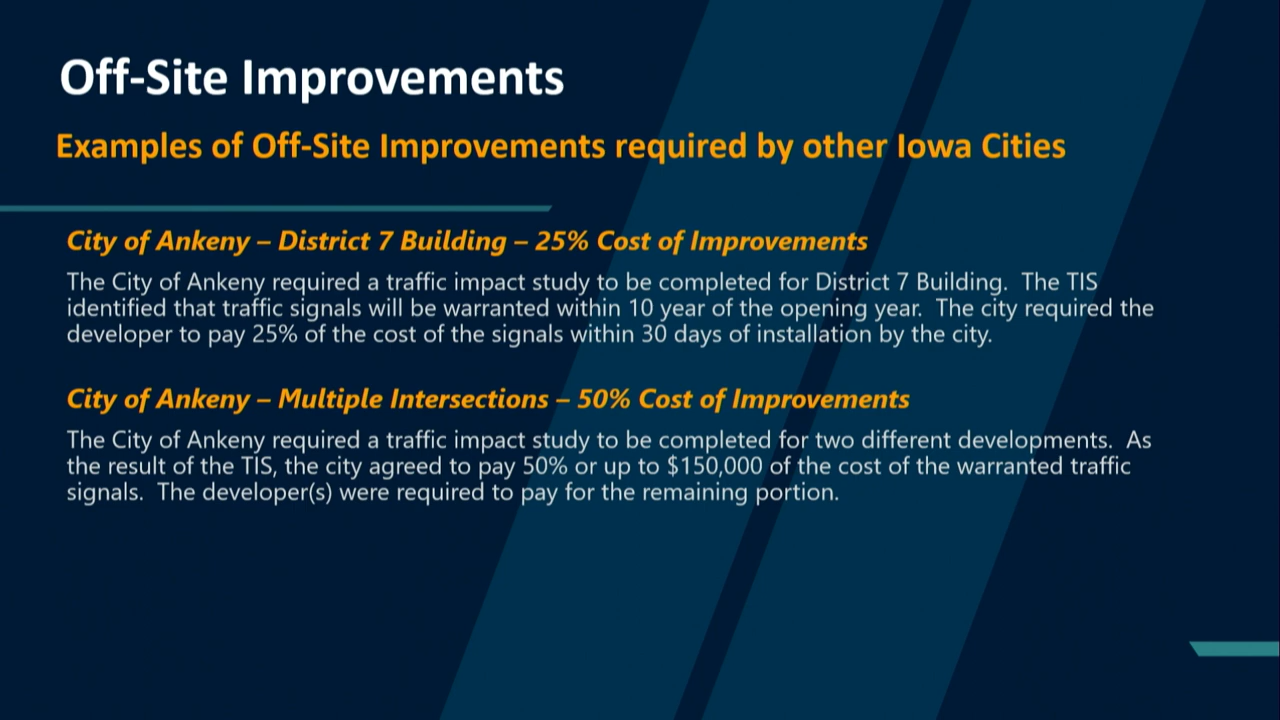 Off-Site Improvements
Examples of Off-Site Improvements required by other Iowa Cities
City of Ankeny – District 7 Building – 25% Cost of Improvements
The City of Ankeny required a traffic impact study to be completed for District 7 Building.  The TIS
identified that traffic signals will be warranted within 10 year of the opening year.  The city required the
developer to pay 25% of the cost of the signals within 30 days of installation by the city.
City of Ankeny – Multiple Intersections – 50% Cost of Improvements
The City of Ankeny required a traffic impact study to be completed for two different developments.  As
the result of the TIS, the city agreed to pay 50% or up to $150,000 of the cost of the warranted traffic
signals.  The developer(s) were required to pay for the remaining portion.